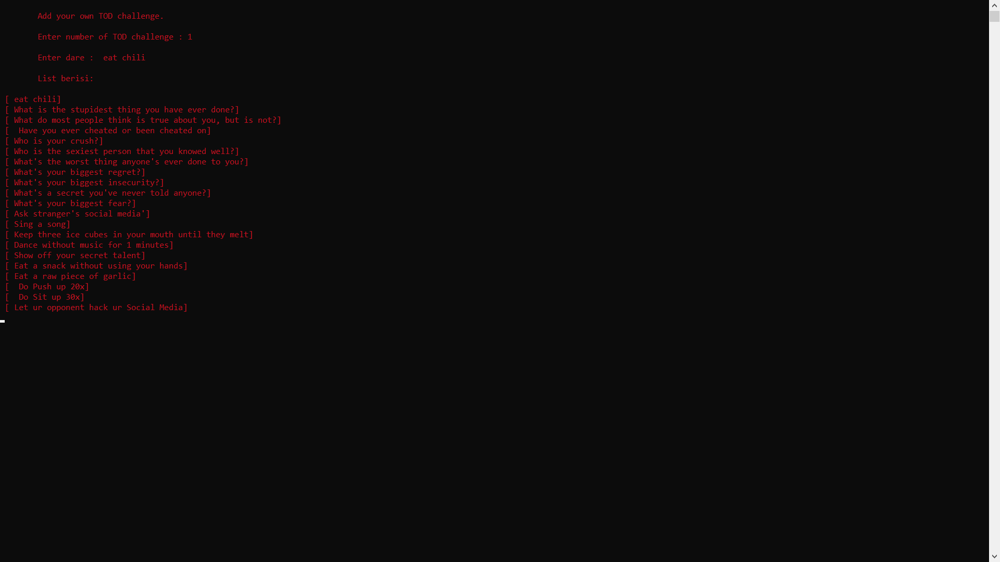 Add your own TOD challenge.
Enter number of TOD challenge : 1
Enter dare :  eat chili
List berisi:
[ eat chili]
[ What is the stupidest thing you have ever done?]
[ What do most people think is true about you, but is not?]
[  Have you ever cheated or been cheated on]
[ Who is your crush?]
[ Who is the sexiest person that you knowed well?]
[ What's the worst thing anyone's ever done to you?]
[ What's your biggest regret?]
[ What's your biggest insecurity?]
[ What's a secret you've never told anyone?]
[ What's your biggest fear?]
[ Ask stranger's social media']
[ Sing a song]
[ Keep three ice cubes in your mouth until they melt]
[ Dance without music for 1 minutes]
[ Show off your secret talent]
[ Eat a snack without using your hands]
[ Eat a raw piece of garlic]
[  Do Push up 20x]
[  Do Sit up 30x]
[ Let ur opponent hack ur Social Media]